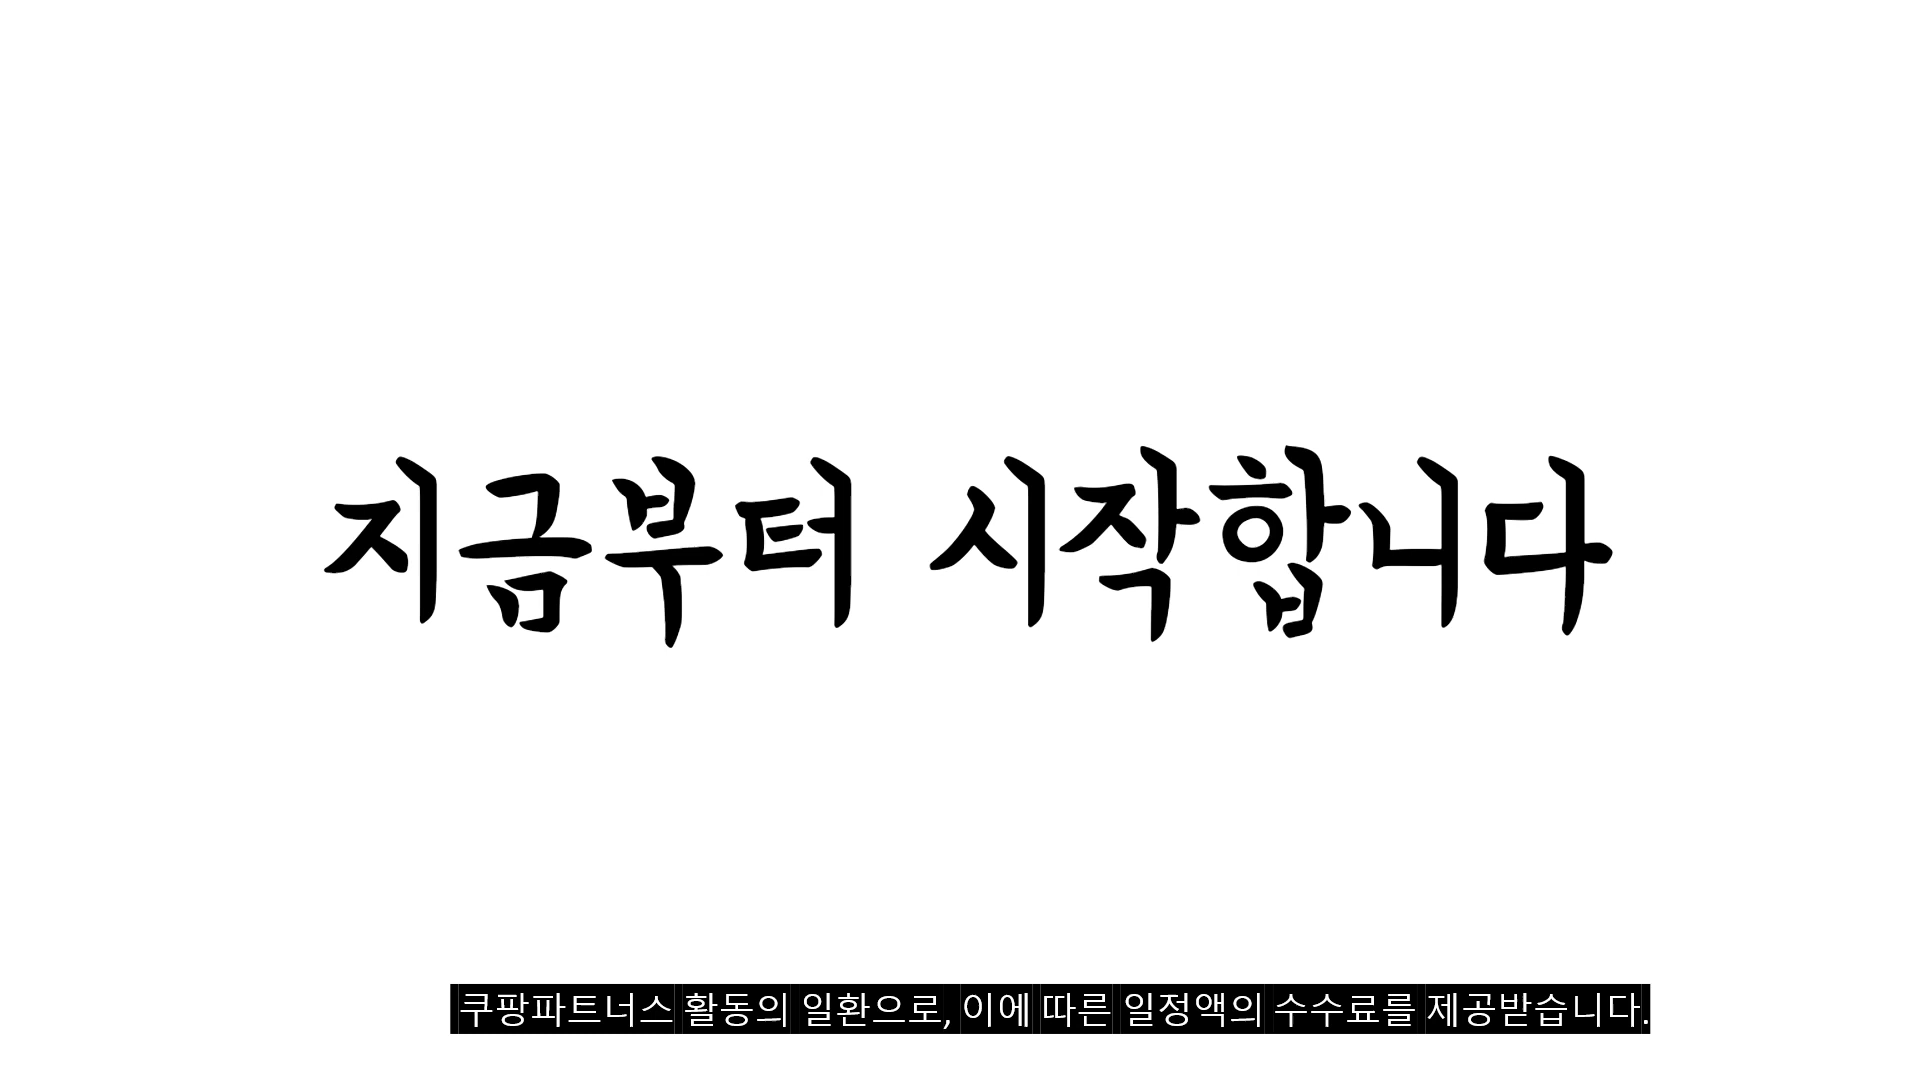 지금부터 시작합니다
쿠팡파트너스 활동의 일환으로, 이에 따른 일정액의 수수료를 제공받습니다.